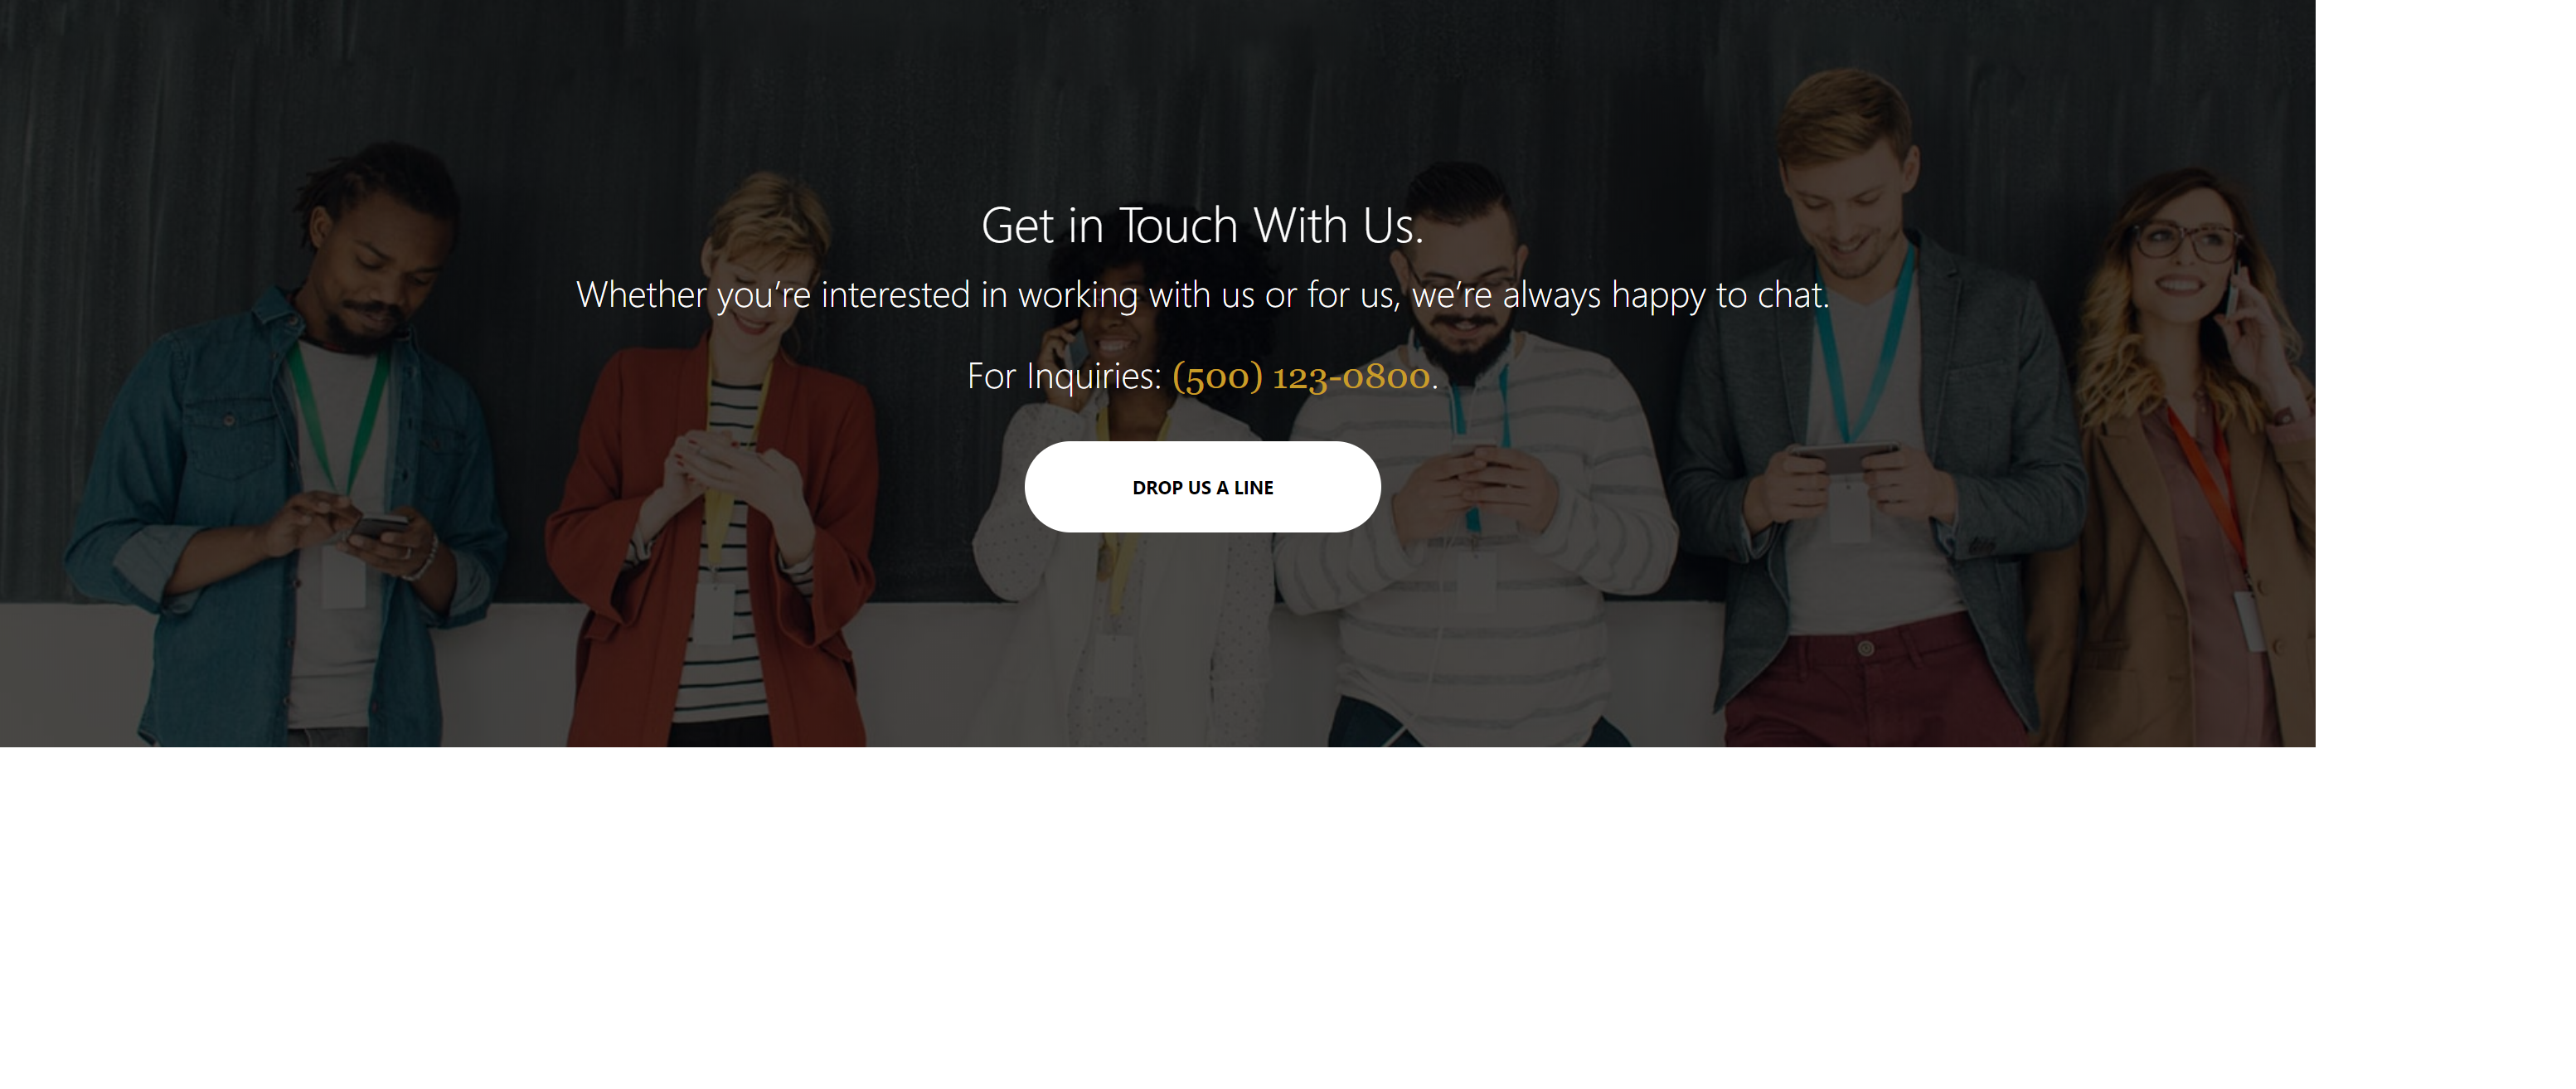 Get in Touch With Us.
Whether you’re interested in working with us or for us, we’re always happy to chat.
For Inquiries: (500) 123-0800.
DROP US A LINE